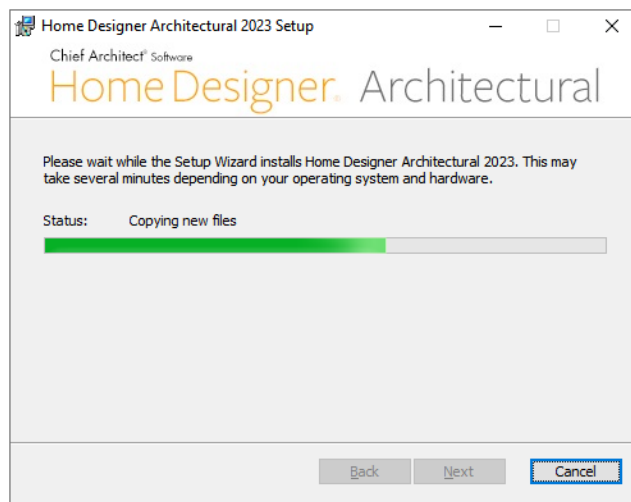 Home Designer Architectural 2023 Setup
Chief Architect® Software
Home Designer® Architectural
Please wait while the Setup Wizard installs Home Designer Architectural 2023. This may
take several minutes depending on your operating system and hardware.
Status: Copying new files
Back Next Cancel